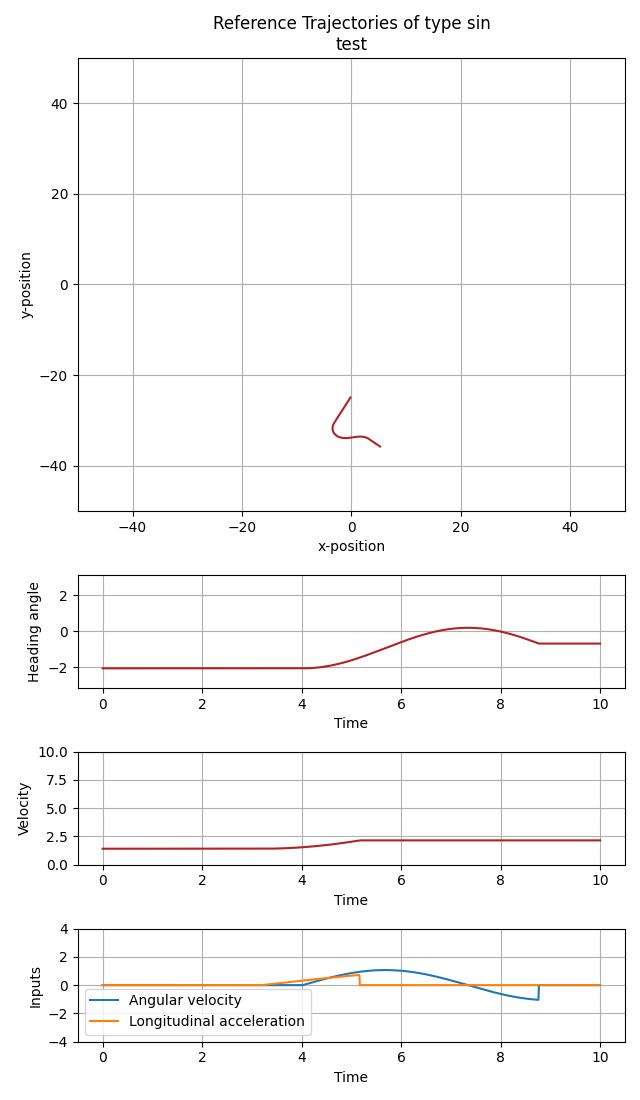 Reference Trajectories of type sin
test
40
20
0
−20
−40
y-position
−40 −20 0 20 40
x-position
2
0
−2
Heading angle
0 2 4 6 8 10
Time
10.0
7.5
5.0
2.5
0.0
Velocity
0 2 4 6 8 10
Time
4
2
0
−2
−4
Inputs
Angular velocity
Longitudinal acceleration
0 2 4 6 8 10
Time